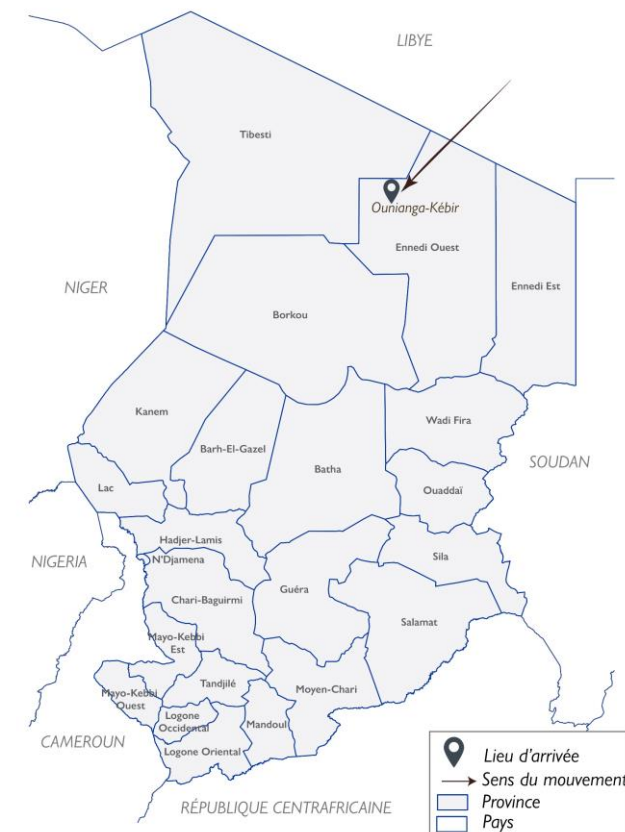 LIBYE
Tibesti
Ounianga-Kébir
Ennedi Ouest
Ennedi Est
NIGER
Borkou
Kanem
Wadi Fira
Barh-El-Gazel
Batha
SOUDAN
Lac
Ouaddaï
Hadjer-Lamis
NIGERIA
N'Djamena
Sila
Guéra
Chari-Baguirmi
Salamat
Mayo-Kebbi
Est
Tandjilé
Moyen-Chari
Mayo-Kebbi
Ouest
Logone
Occidental
Mandoul
CAMEROUN
Logone Oriental
RÉPUBLIQUE CENTRAFRICAINE
Lieu d'arrivée
Sens du mouvement
Province
Pays